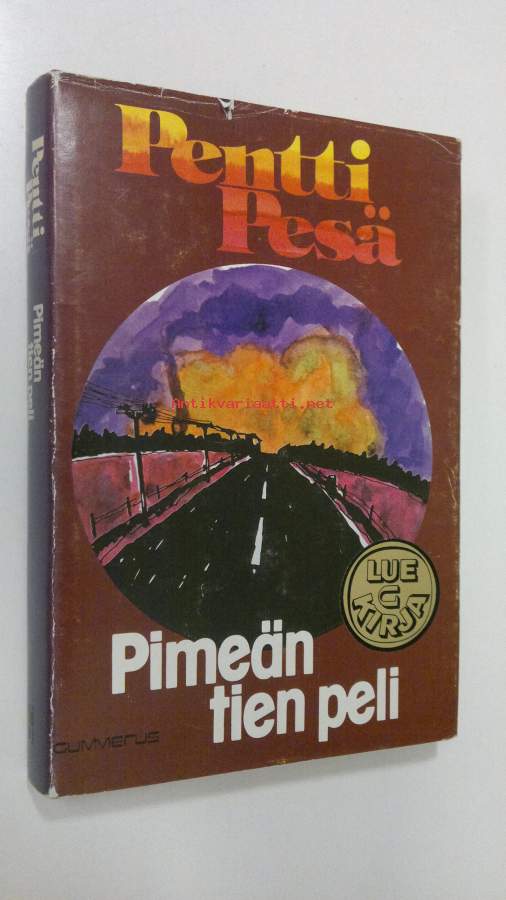 Pentti
Pesä
Antikvariaatti.net
LUE
G
KIRJA
Pimeän
tien peli
GUMMERUS
Pentti
Pesä
Pimeän
tien peli